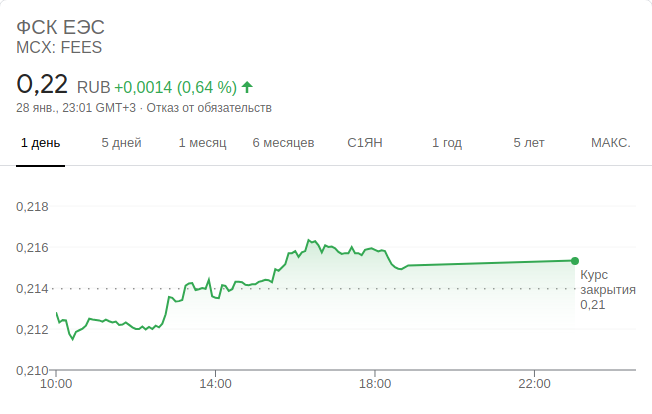 ФСК ЕЭС
MCX: FEES
0,22 RUB +0,0014 (0,64 %)
28 янв., 23:01 GMT+3 · Отказ от обязательств
1 день 5 дней 1 месяц 6 месяцев С1ЯН 1 год 5 лет МАКС.
0,218
0,216
0,214
0,212
0,210
Курс
закрытия
0,21
10:00 14:00 18:00 22:00